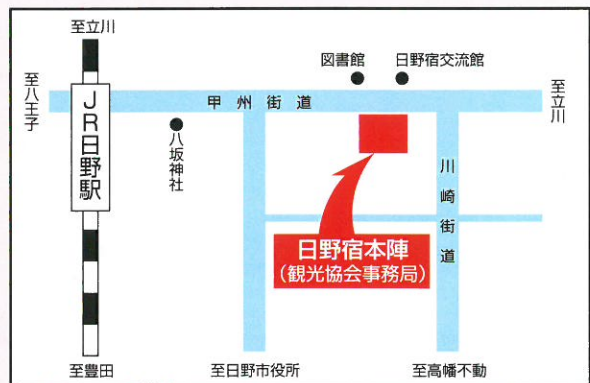 至立川
図書館
日野宿交流館
至八王子
至立川
甲州街道
JR日野駅
八坂神社
川崎街道
日野宿本陣
(観光協会事務局)
至豊田
至日野市役所
至高幡不動